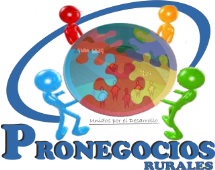 Unidos por el Desarrollo
PRONEGOCIOS
RURALES